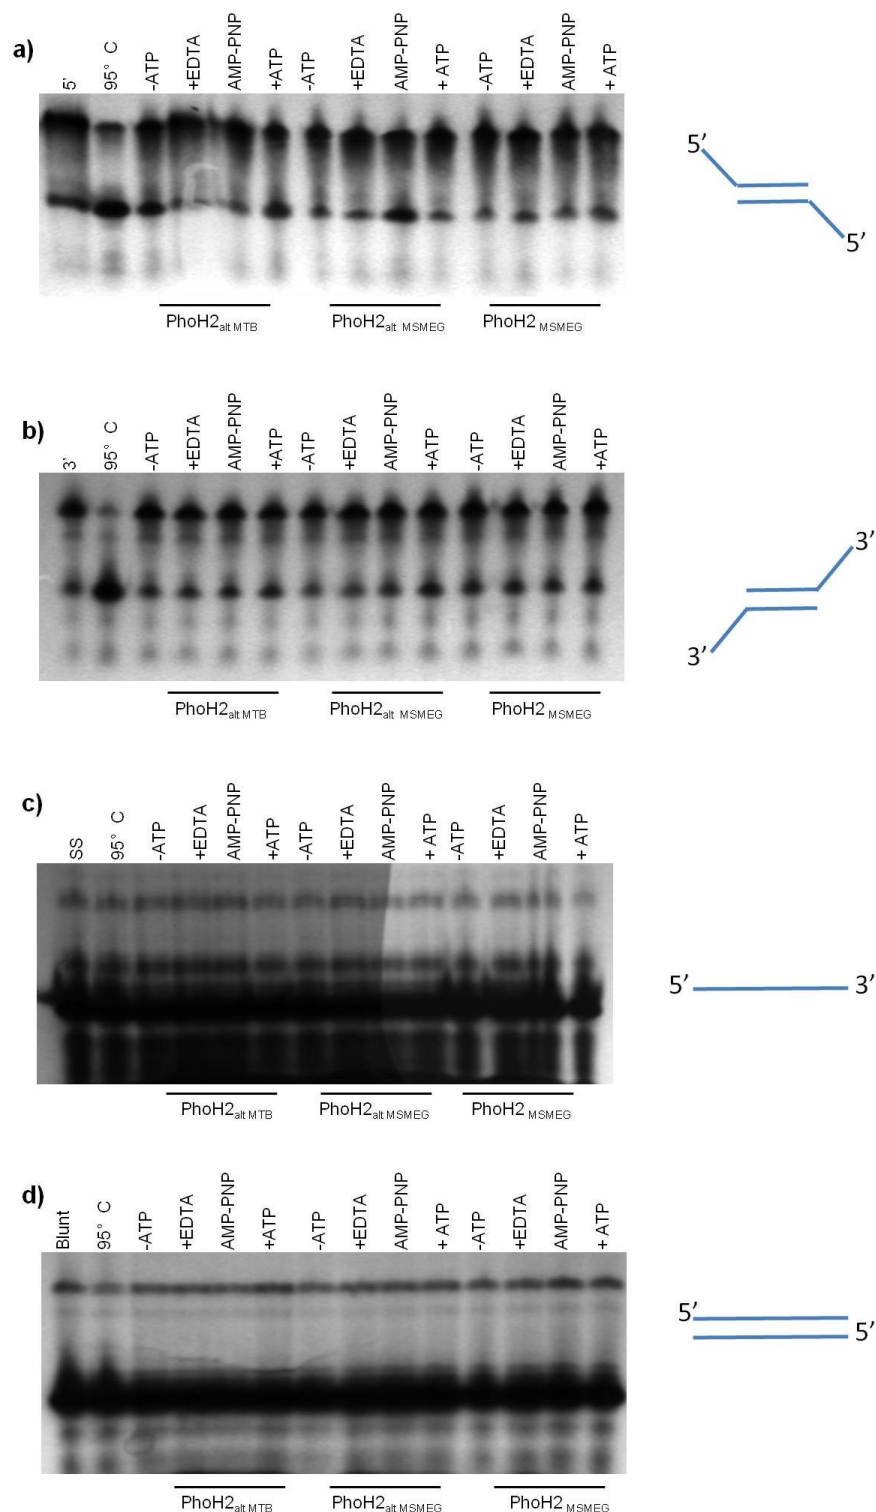 a)
5' 95° C -ATP +EDTA AMP-PNP +ATP -ATP +EDTA AMP-PNP + ATP -ATP +EDTA AMP-PNP + ATP
5'
5'
PhoH2alt MTB PhoH2alt MSMEG PhoH2 MSMEG
b)
3' 95° C -ATP +EDTA AMP-PNP +ATP -ATP +EDTA AMP-PNP +ATP -ATP +EDTA AMP-PNP +ATP
3'
3'
PhoH2alt MTB PhoH2alt MSMEG PhoH2 MSMEG
c)
SS 95° C -ATP +EDTA AMP-PNP +ATP -ATP +EDTA AMP-PNP + ATP -ATP +EDTA AMP-PNP + ATP
5' 3'
PhoH2alt MTB PhoH2alt MSMEG PhoH2 MSMEG
d)
Blunt 95° C -ATP +EDTA AMP-PNP +ATP -ATP +EDTA AMP-PNP + ATP -ATP +EDTA AMP-PNP + ATP
5'
5'
PhoH2alt MTB PhoH2alt MSMEG PhoH2 MSMEG